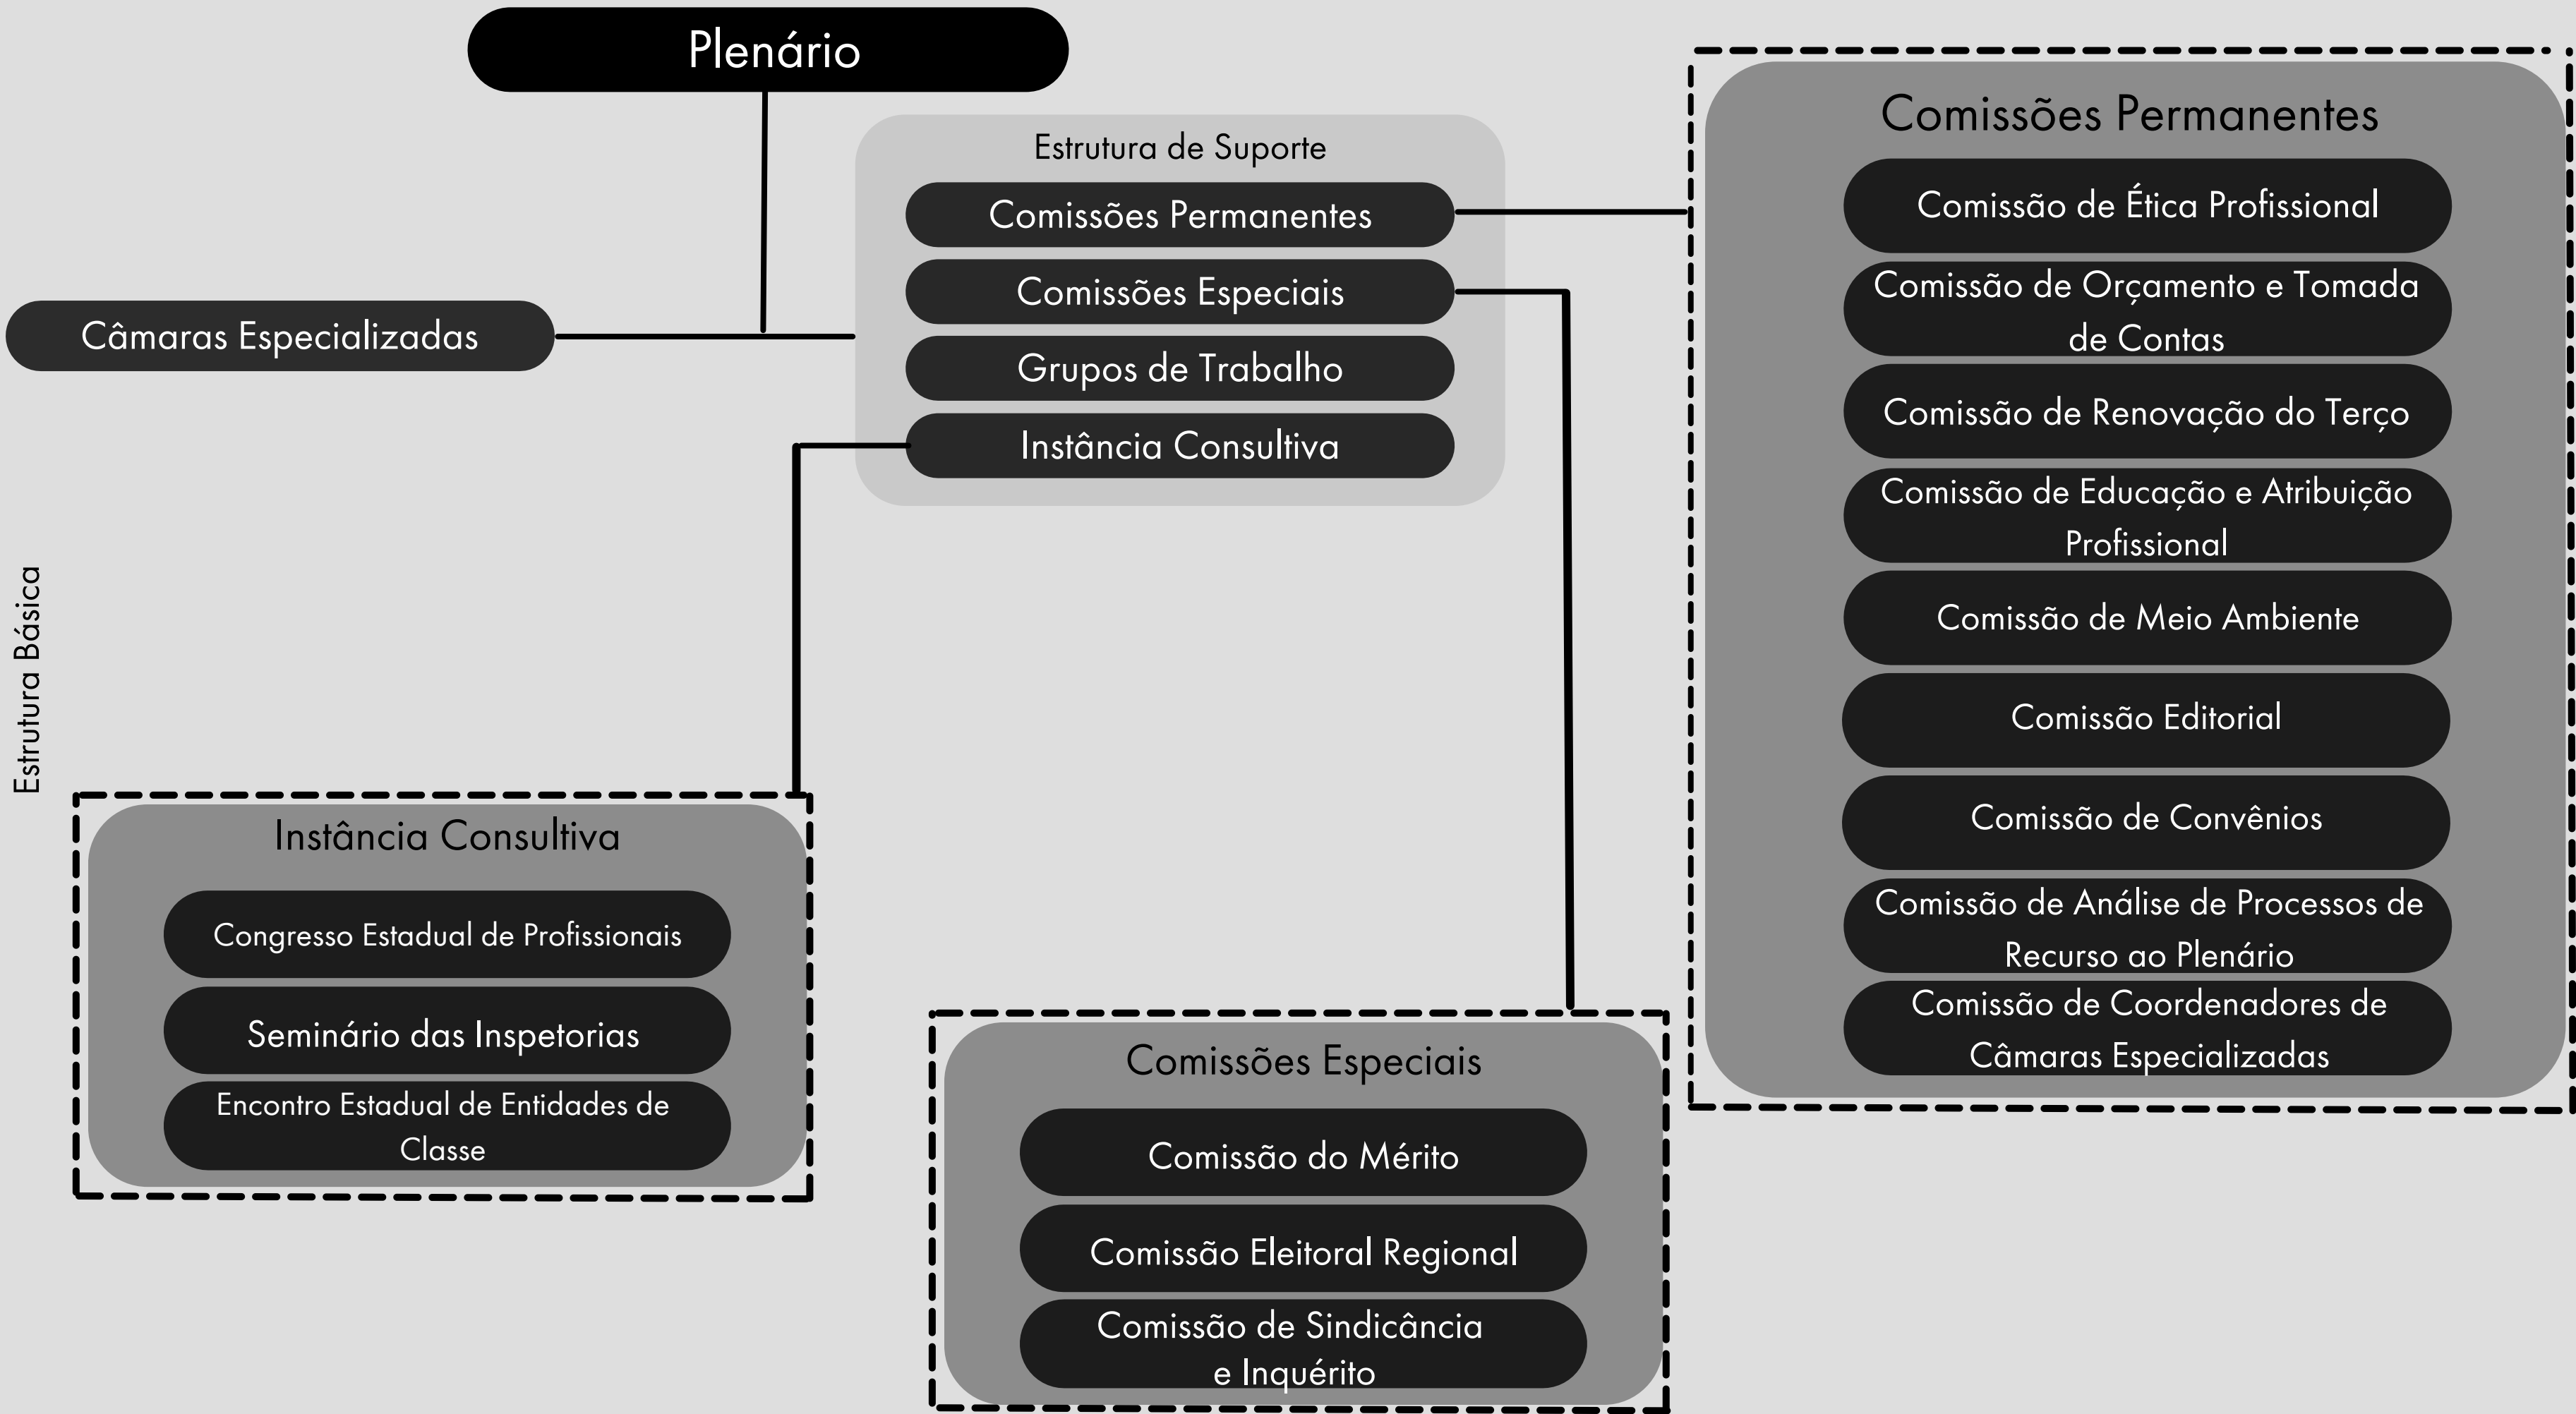 Plenário
Câmaras Especializadas
Estrutura de Suporte
Comissões Permanentes
Comissões Especiais
Grupos de Trabalho
Instância Consultiva
Comissões Permanentes
Comissão de Ética Profissional
Comissão de Orçamento e Tomada
de Contas
Comissão de Renovação do Terço
Comissão de Educação e Atribuição
Profissional
Comissão de Meio Ambiente
Comissão Editorial
Comissão de Convênios
Comissão de Análise de Processos de
Recurso ao Plenário
Comissão de Coordenadores de
Câmaras Especializadas
Estrutura Básica
Instância Consultiva
Congresso Estadual de Profissionais
Seminário das Inspetorias
Encontro Estadual de Entidades de
Classe
Comissões Especiais
Comissão do Mérito
Comissão Eleitoral Regional
Comissão de Sindicância
e Inquérito